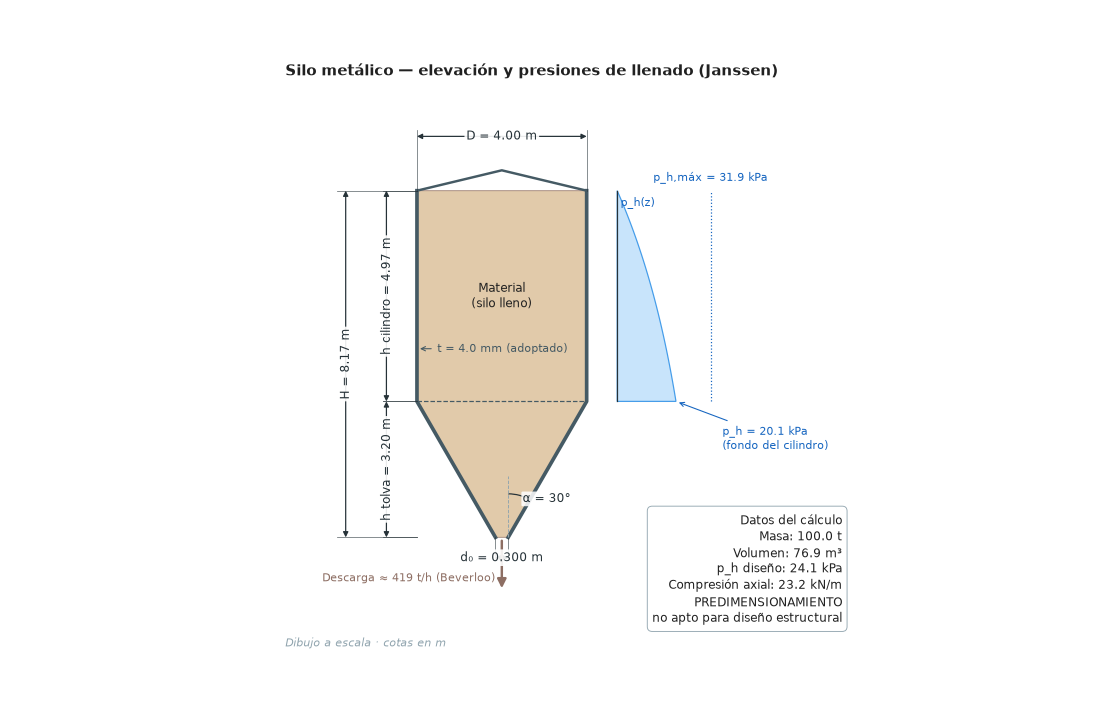 Silo metálico — elevación y presiones de llenado (Janssen)
D = 4.00 m
p_h,máx = 31.9 kPa
p_h(z)
h cilindro = 4.97 m
Material
(silo lleno)
H = 8.17 m
t = 4.0 mm (adoptado)
p_h = 20.1 kPa
(fondo del cilindro)
h tolva = 3.20 m
α = 30°
d₀ = 0.300 m
Descarga ≈ 419 t/h (Beverloo)
Datos del cálculo
Masa: 100.0 t
Volumen: 76.9 m³
p_h diseño: 24.1 kPa
Compresión axial: 23.2 kN/m
PREDIMENSIONAMIENTO
no apto para diseño estructural
Dibujo a escala · cotas en m